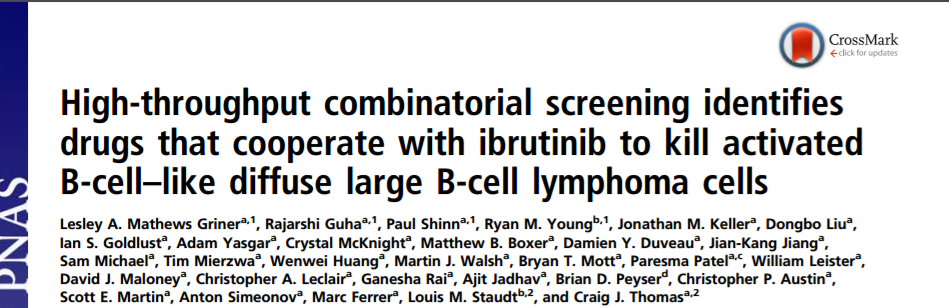 CrossMark
←click for updates
High-throughput combinatorial screening identifies
drugs that cooperate with ibrutinib to kill activated
B-cell–like diffuse large B-cell lymphoma cells
Lesley A. Mathews Griner^a,1, Rajarshi Guha^a,1, Paul Shinn^a,1, Ryan M. Young^b,1, Jonathan M. Keller^a, Dongbo Liu^a,
Ian S. Goldlust^a, Adam Yasgar^a, Crystal McKnight^a, Matthew B. Boxer^a, Damien Y. Duveau^a, Jian-Kang Jiang^a,
Sam Michael^a, Tim Mierzwa^a, Wenwei Huang^a, Martin J. Walsh^a, Bryan T. Mott^a, Paresma Patel^a,c, William Leister^a,
David J. Maloney^a, Christopher A. Leclair^a, Ganesha Rai^a, Ajit Jadhav^a, Brian D. Peyser^d, Christopher P. Austin^a,
Scott E. Martin^a, Anton Simeonov^a, Marc Ferrer^a, Louis M. Staudt^b,2, and Craig J. Thomas^a,2
PNAS